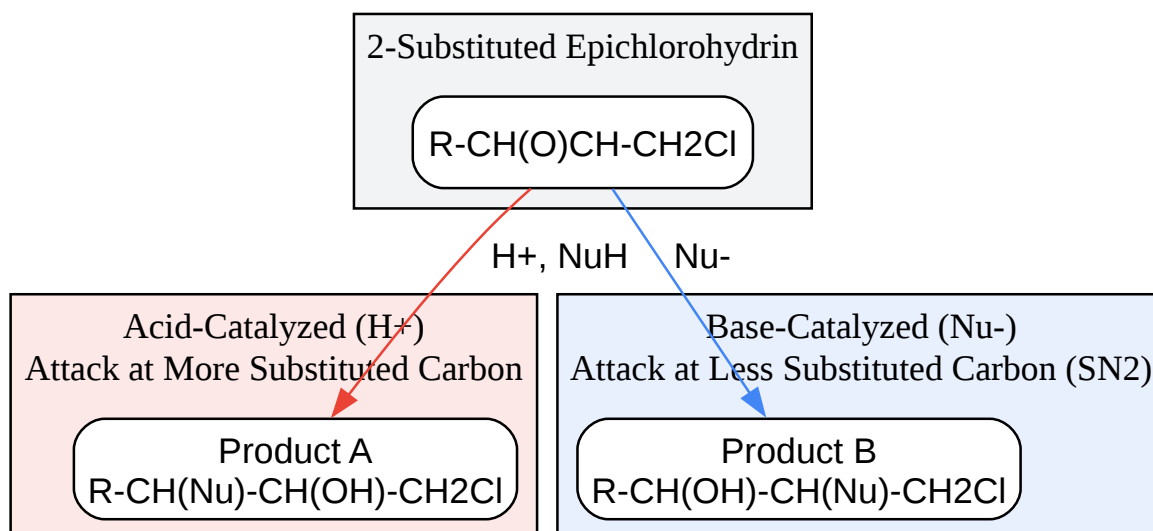 2-Substituted Epichlorohydrin
R-CH(O)CH-CH2Cl
H+, NuH
Nu-
Acid-Catalyzed (H+)
Attack at More Substituted Carbon
Product A
R-CH(Nu)-CH(OH)-CH2Cl
Base-Catalyzed (Nu-)
Attack at Less Substituted Carbon (SN2)
Product B
R-CH(OH)-CH(Nu)-CH2Cl